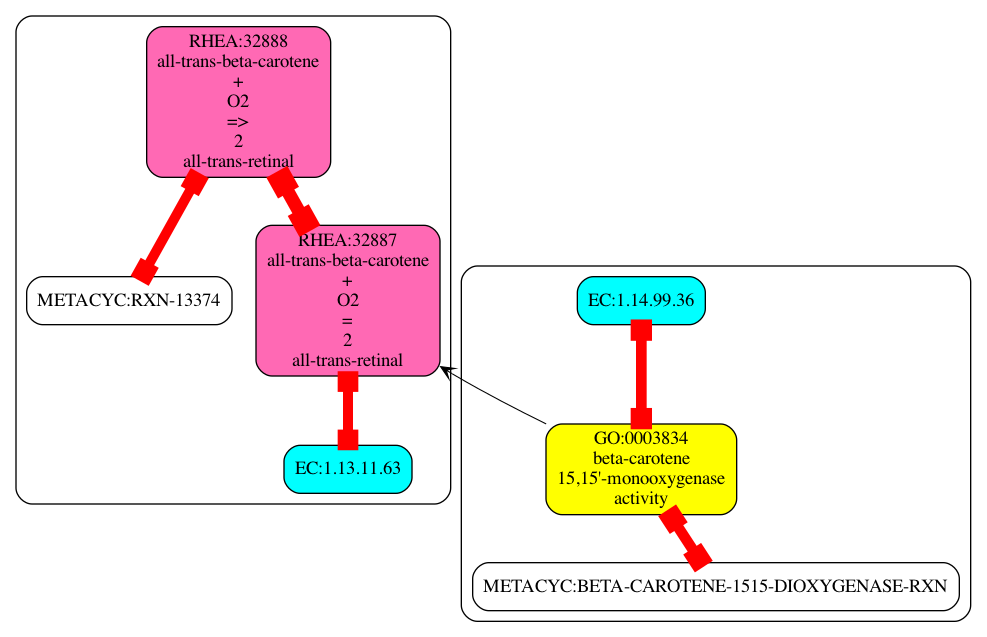 RHEA:32888
all-trans-beta-carotene
+
O2
=>
2
all-trans-retinal
METACYC:RXN-13374
RHEA:32887
all-trans-beta-carotene
+
O2
=
2
all-trans-retinal
EC:1.13.11.63
EC:1.14.99.36
GO:0003834
beta-carotene
15,15'-monooxygenase
activity
METACYC:BETA-CAROTENE-1515-DIOXYGENASE-RXN